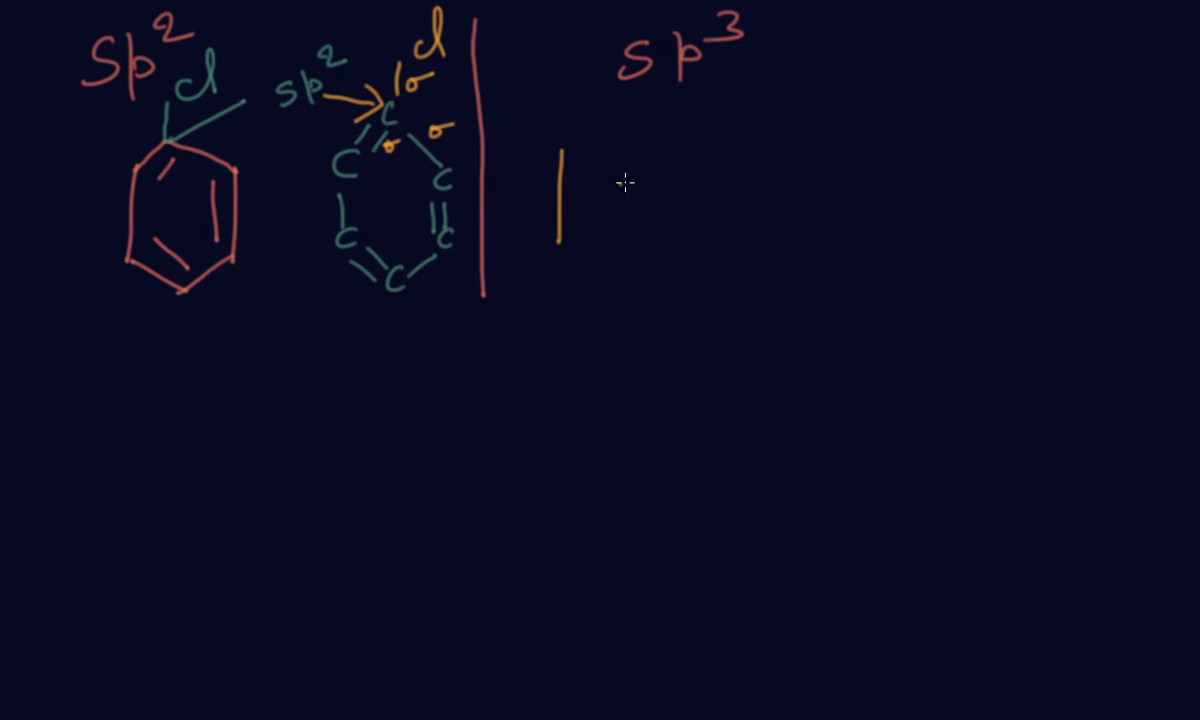 sp² sp³
cl sp² cl
σ
C
σ σ
C C
C C
C